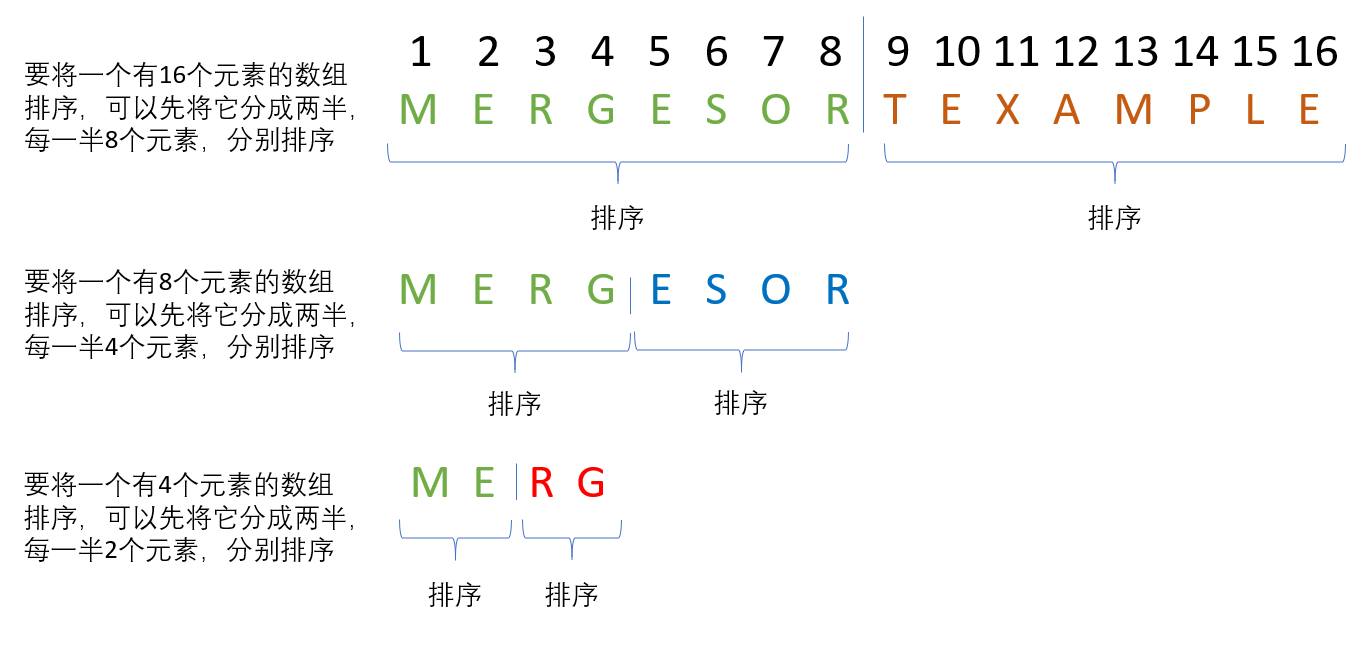 1 2 3 4 5 6 7 8 9 10 11 12 13 14 15 16
要将一个有16个元素的数组
排序，可以先将它分成两半，
每一半8个元素，分别排序
M E R G E S O R T E X A M P L E
排序 排序
要将一个有8个元素的数组
排序，可以先将它分成两半，
每一半4个元素，分别排序
M E R G E S O R
排序 排序
要将一个有4个元素的数组
排序，可以先将它分成两半，
每一半2个元素，分别排序
M E R G
排序 排序